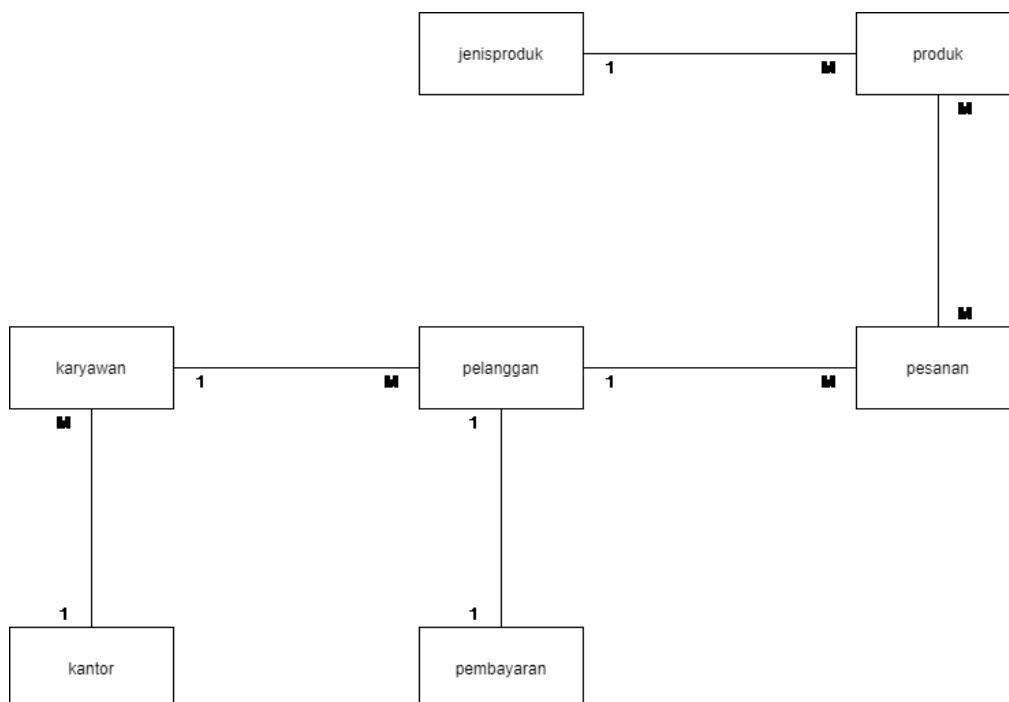 jenisproduk
produk
1
M
M
M
karyawan
pelanggan
pesanan
1
M
1
M
M
1
1
1
kantor
pembayaran